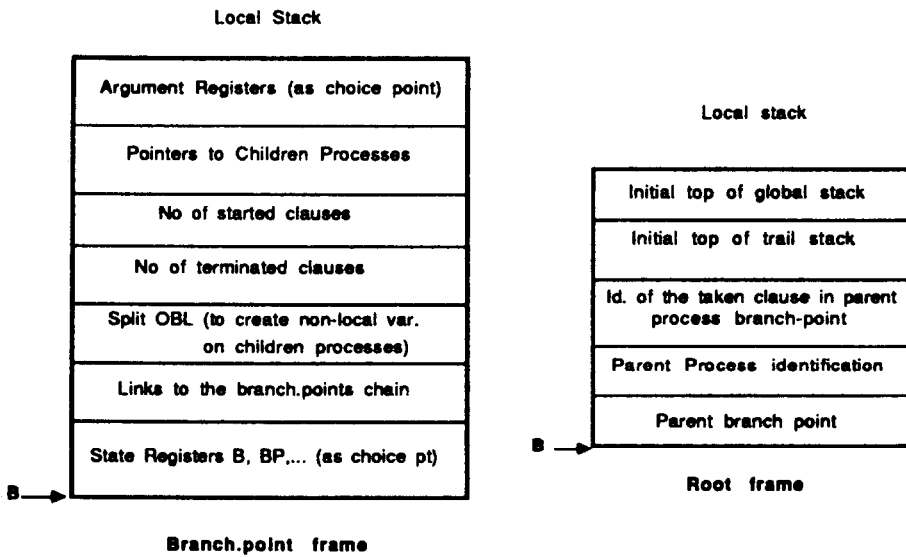 Local Stack
Argument Registers (as choice point)
Pointers to Children Processes
No of started clauses
No of terminated clauses
Split OBL (to create non-local var.
on children processes)
Links to the branch.points chain
State Registers B, BP,... (as choice pt)
B
Branch.point frame
Local stack
Initial top of global stack
Initial top of trail stack
Id. of the taken clause in parent
process branch-point
Parent Process identification
Parent branch point
B
Root frame